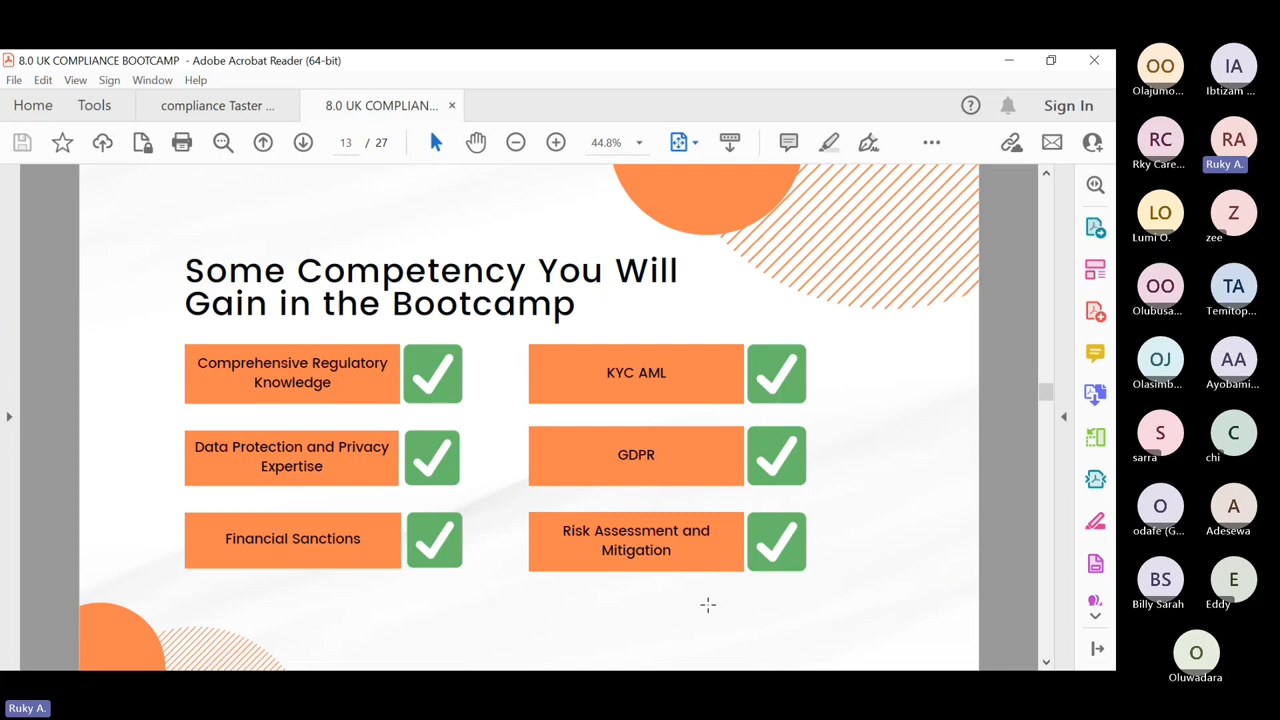 8.0 UK COMPLIANCE BOOTCAMP - Adobe Acrobat Reader (64-bit)
File Edit View Sign Window Help
Home Tools compliance Taster ... 8.0 UK COMPLIAN... × Sign In
13 / 27 44.8%
Some Competency You Will
Gain in the Bootcamp
Comprehensive Regulatory
Knowledge
KYC AML
Data Protection and Privacy
Expertise
GDPR
Financial Sanctions
Risk Assessment and
Mitigation
OO IA
Olajumo... Ibtizam ...
RC RA
Rky Care... Ruky A.
LO Z
Lumi O. zee
OO TA
Olubusa... Temitop...
OJ AA
Olasimb... Ayobami...
S C
sarra chi
O A
odafe (G... Adesewa
BS E
Billy Sarah Eddy
O
Oluwadara
Ruky A.